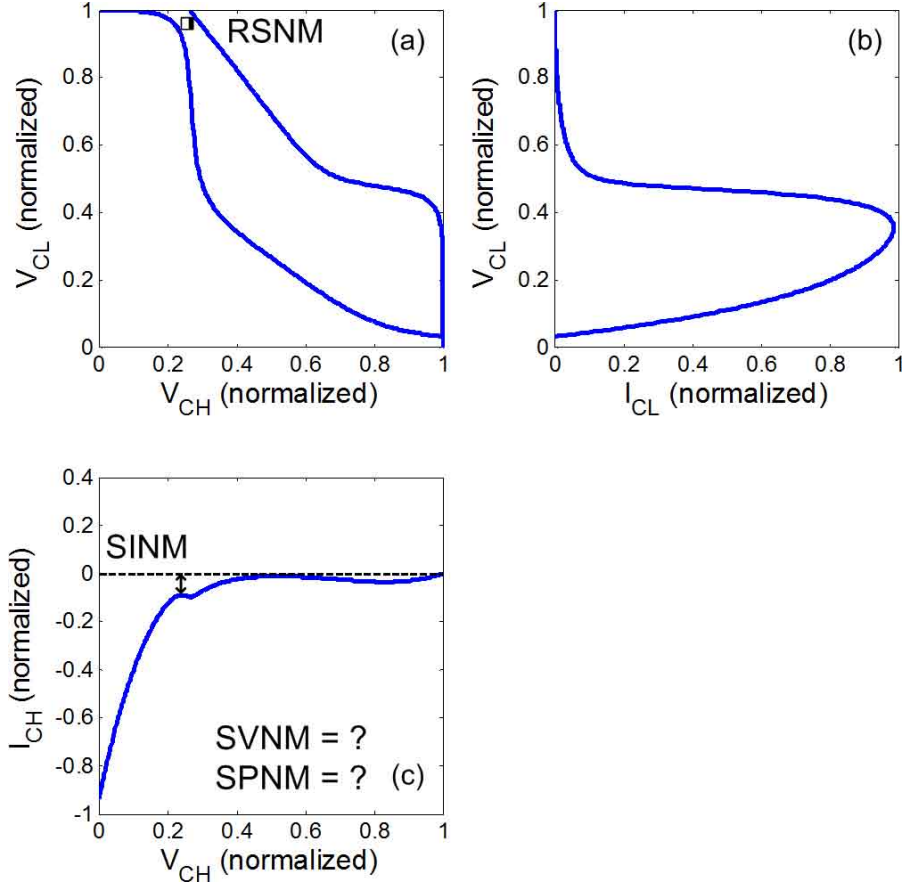 1
0.8
0.6
0.4
0.2
0
V_CL (normalized)
RSNM
(a)
0 0.2 0.4 0.6 0.8 1
V_CH (normalized)
1
0.8
0.6
0.4
0.2
0
V_CL (normalized)
(b)
0 0.2 0.4 0.6 0.8 1
I_CL (normalized)
0.4
0.2
0
-0.2
-0.4
-0.6
-0.8
-1
I_CH (normalized)
SINM
SVNM = ?
SPNM = ?
(c)
0 0.2 0.4 0.6 0.8 1
V_CH (normalized)